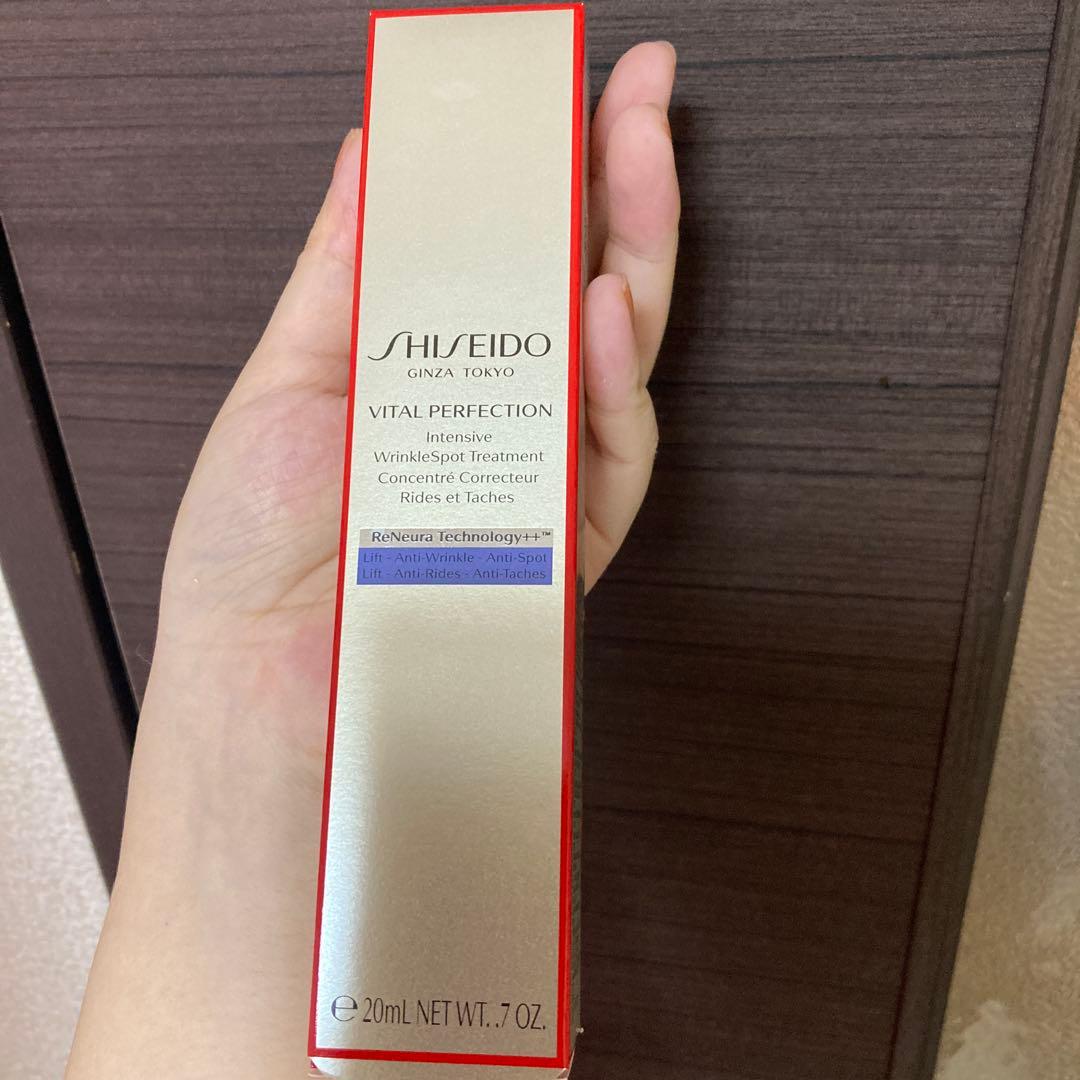 SHISEIDO
GINZA TOKYO
VITAL PERFECTION
Intensive
WrinkleSpot Treatment
Concentré Correcteur
Rides et Taches
ReNeura Technology++™
Lift - Anti-Wrinkle - Anti-Spot
Lift - Anti-Rides - Anti-Taches
℮ 20mL NET WT. .7 OZ.